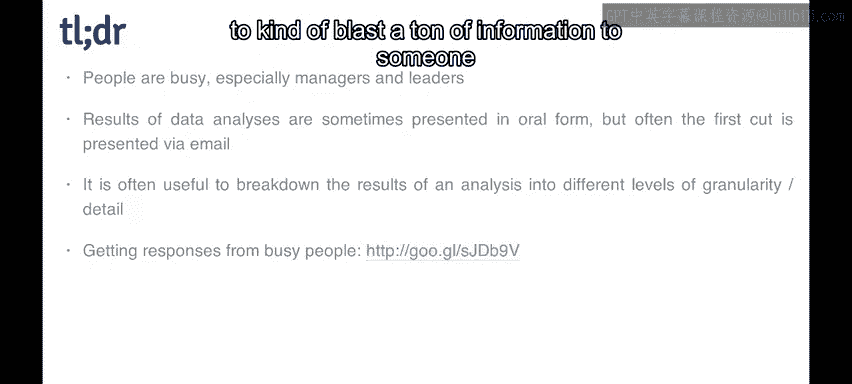 GPT中英字幕课程资源@bilibili.com
to kind of blast a ton of information to
someone
tl;dr
· People are busy, especially managers and leaders
· Results of data analyses are sometimes presented in oral form, but often the first cut is
presented via email
· It is often useful to breakdown the results of an analysis into different levels of granularity /
detail
· Getting responses from busy people: http://goo.gl/sJDb9V